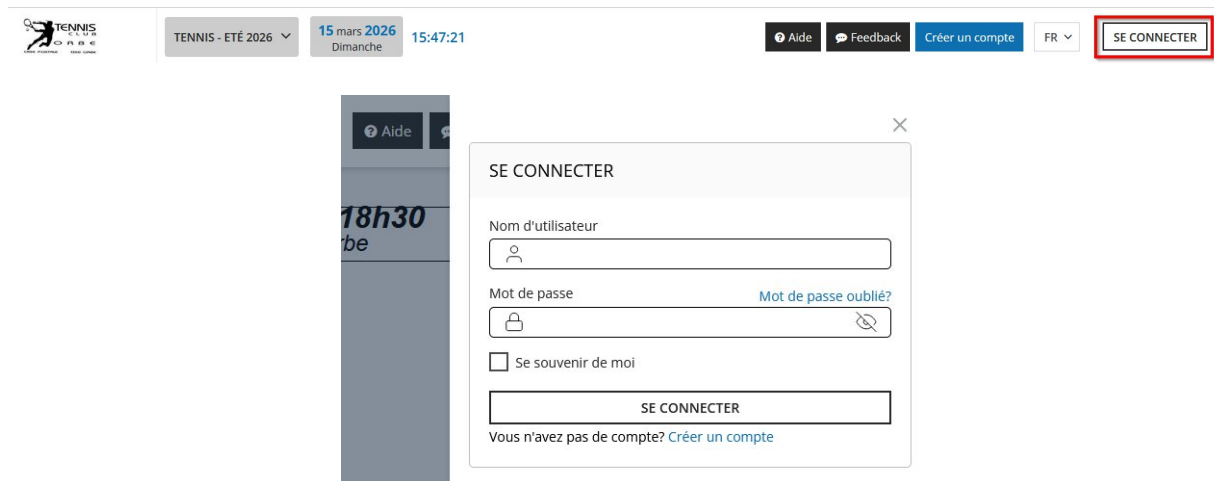 TENNIS
CLUB
ORBE
TENNIS - ETÉ 2026
15 mars 2026
Dimanche
15:47:21
Aide
Feedback
Créer un compte
FR
SE CONNECTER
Aide
18h30
rbe
SE CONNECTER
Nom d'utilisateur
Mot de passe
Mot de passe oublié?
Se souvenir de moi
SE CONNECTER
Vous n'avez pas de compte? Créer un compte